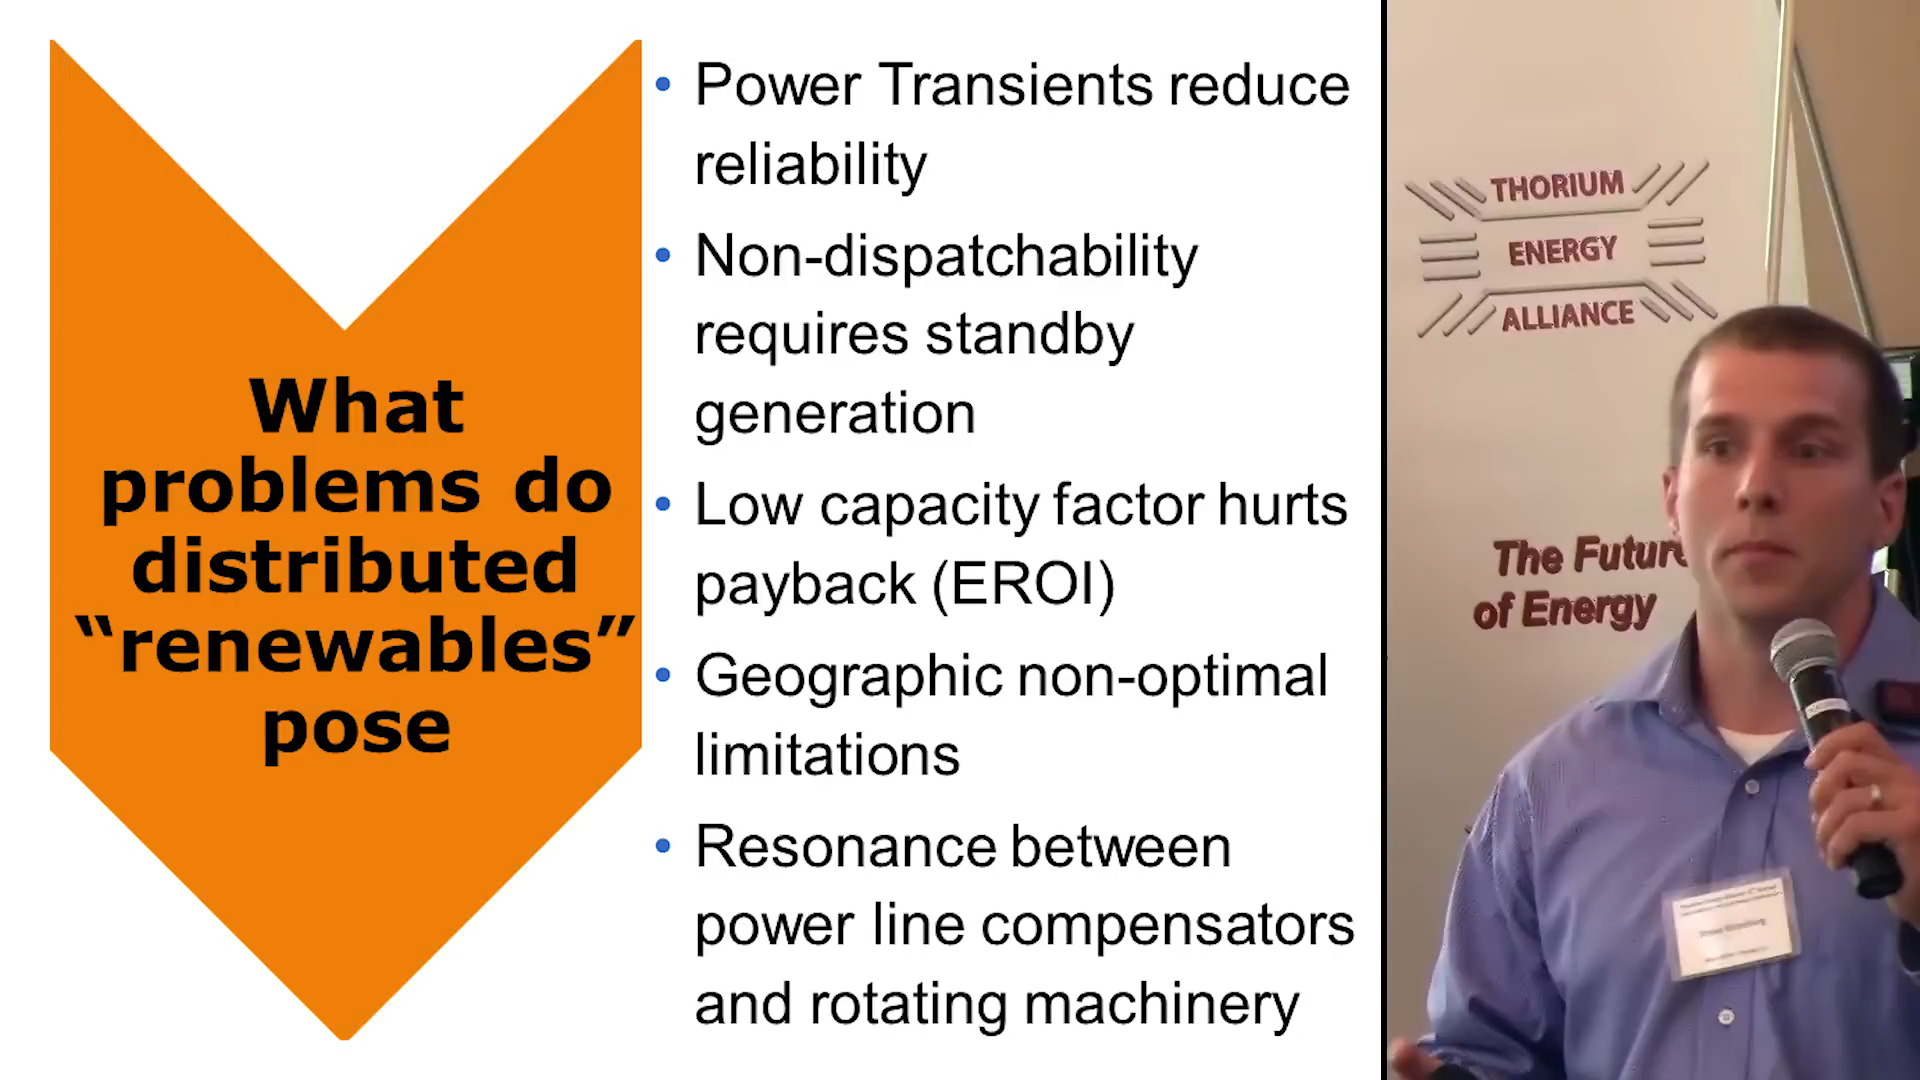 What
problems do
distributed
“renewables”
pose
• Power Transients reduce
reliability
• Non-dispatchability
requires standby
generation
• Low capacity factor hurts
payback (EROI)
• Geographic non-optimal
limitations
• Resonance between
power line compensators
and rotating machinery
THORIUM
ENERGY
ALLIANCE
The Future
of Energy